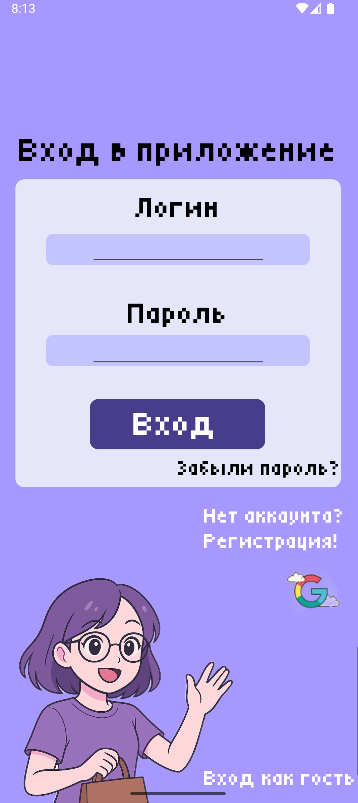 8:13
Вход в приложение
Логин
Пароль
Вход
Забыли пароль?
Нет аккаунта?
Регистрация!
G
Вход как гость